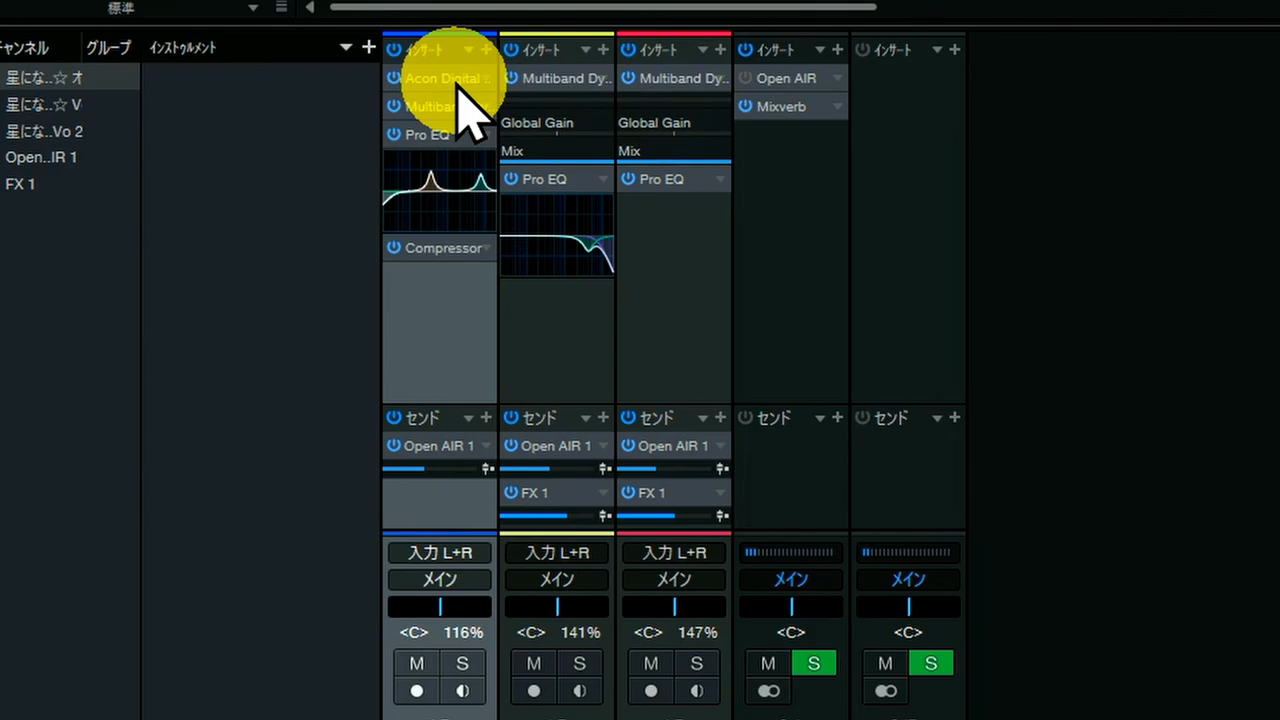 標準
チャンネル
グループ
インストゥルメント
星にな..☆ オ
星にな..☆ V
星にな..Vo 2
Open..IR 1
FX 1
インサート
Acon Digital ..
Multiband Dy..
Pro EQ
Compressor
センド
Open AIR 1
入力 L+R
メイン
<C> 116%
M S
インサート
Multiband Dy..
Global Gain
Mix
Pro EQ
センド
Open AIR 1
FX 1
入力 L+R
メイン
<C> 141%
M S
インサート
Multiband Dy..
Global Gain
Mix
Pro EQ
センド
Open AIR 1
FX 1
入力 L+R
メイン
<C> 147%
M S
インサート
Open AIR
Mixverb
センド
メイン
<C>
M S
インサート
センド
メイン
<C>
M S